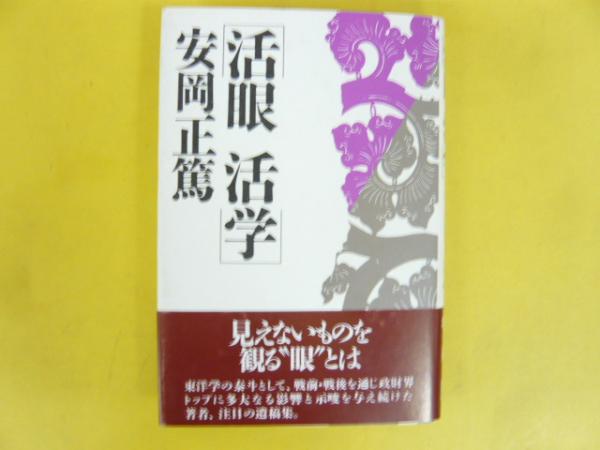 「活眼 活学」
安岡正篤
見えないものを
観る〝眼〟とは
東洋学の泰斗として、戦前・戦後を通じ政財界
トップに多大なる影響と示唆を与え続けた
著者、注目の遺稿集。